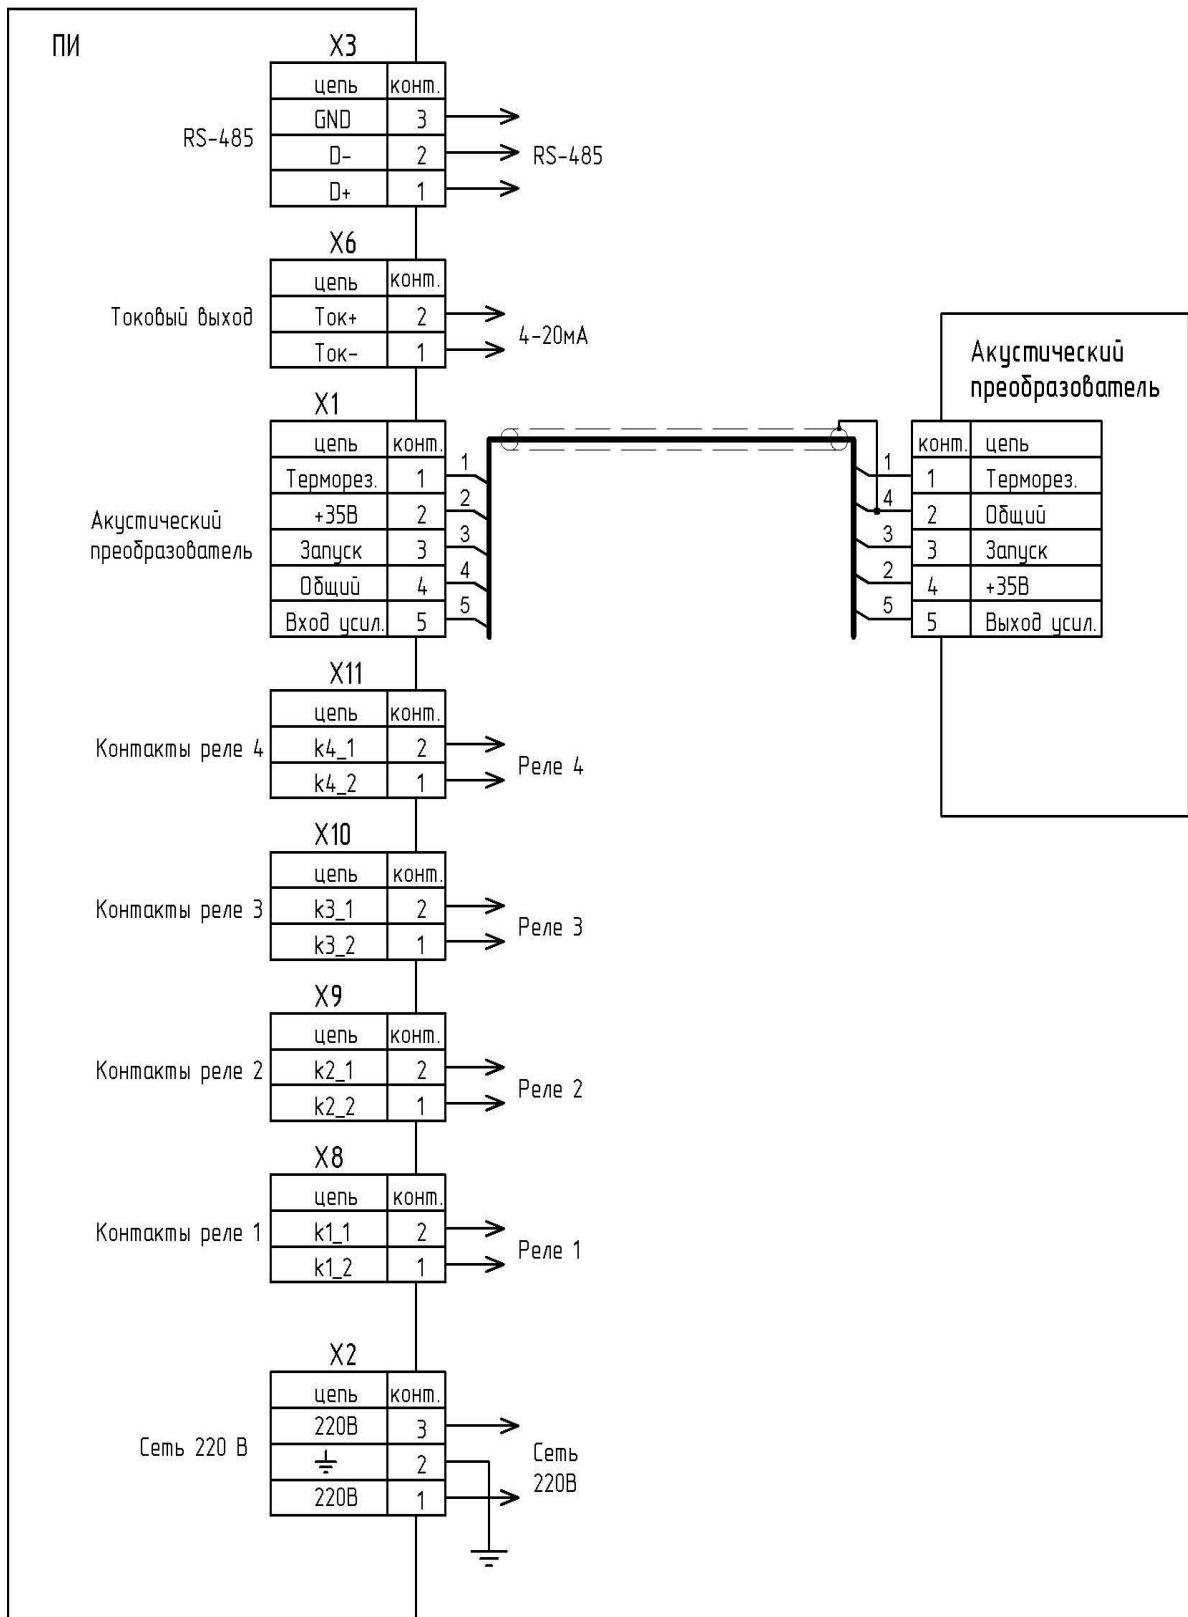 ПИ
X3
цепь конт.
GND 3
RS-485
D- 2
RS-485
D+ 1
X6
цепь конт.
Токовый выход
Ток+ 2
4-20мА
Ток- 1
Акустический
преобразователь
X1
цепь конт.
Терморез. 1 1
+35В 2 2
Акустический
преобразователь
Запуск 3 3
Общий 4 4
Вход усил. 5 5
конт. цепь
1 1 Терморез.
4 2 Общий
3 3 Запуск
2 4 +35В
5 5 Выход усил.
X11
цепь конт.
Контакты реле 4
k4_1 2
Реле 4
k4_2 1
X10
цепь конт.
Контакты реле 3
k3_1 2
Реле 3
k3_2 1
X9
цепь конт.
Контакты реле 2
k2_1 2
Реле 2
k2_2 1
X8
цепь конт.
Контакты реле 1
k1_1 2
Реле 1
k1_2 1
X2
цепь конт.
220В 3
Сеть 220 В
2
Сеть
220В
220В 1